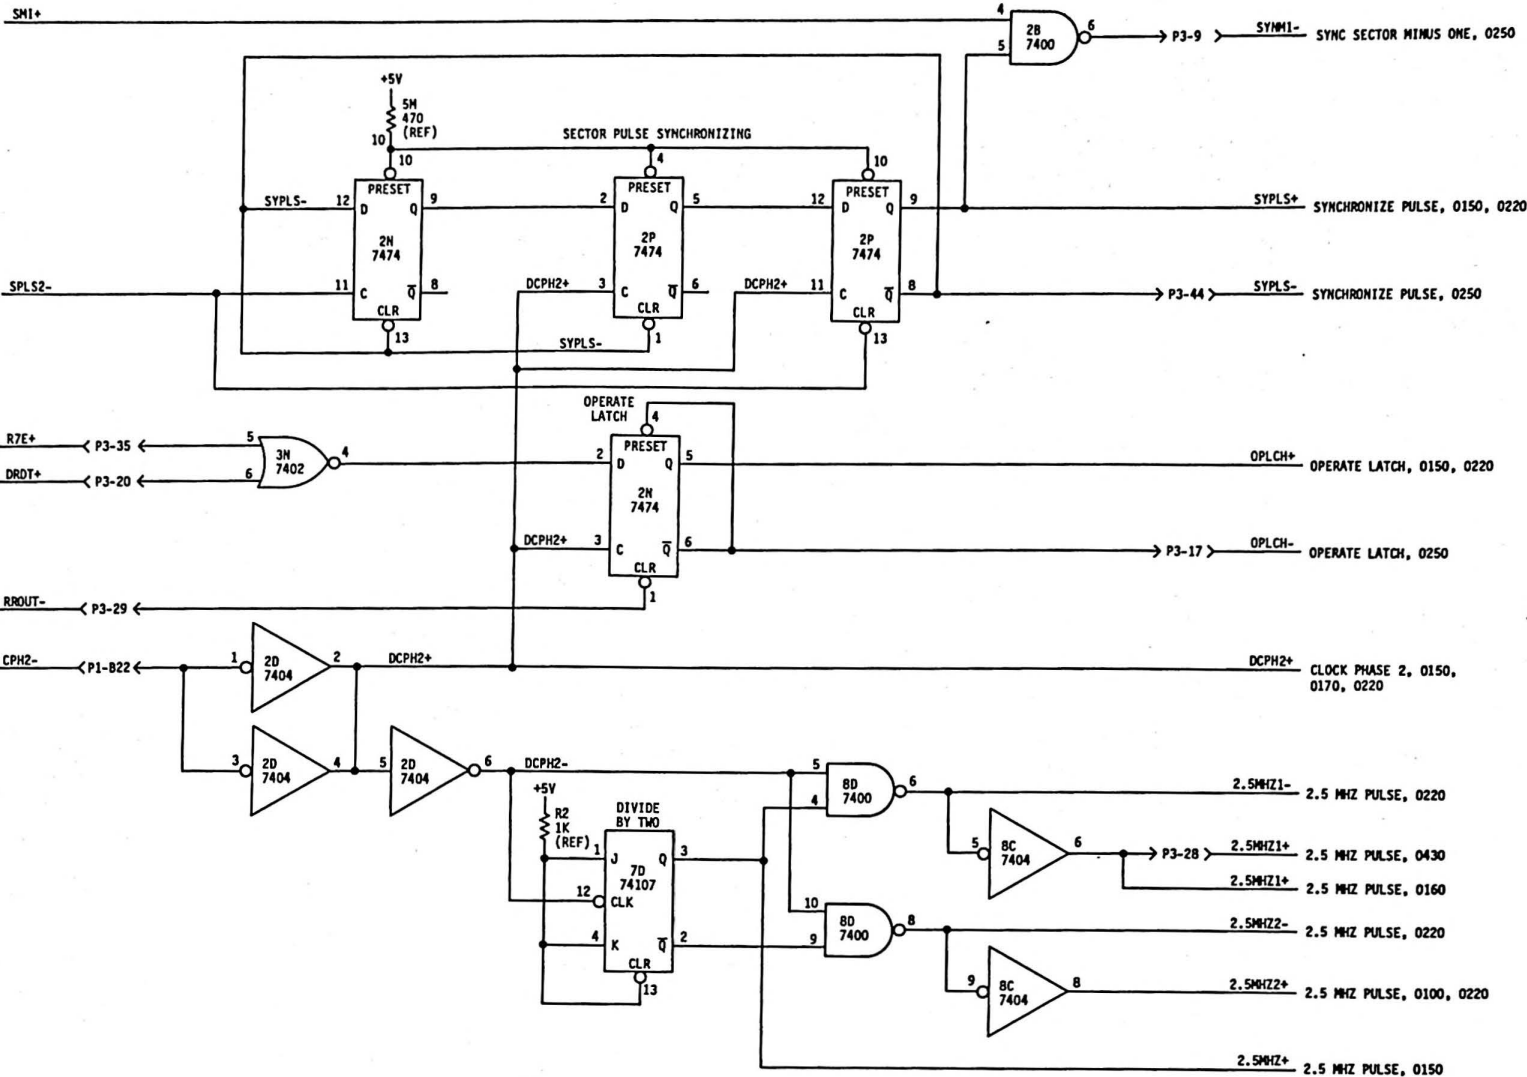 SM1+
4
5
2B
7400
6
P3-9
SYNM1-
SYNC SECTOR MINUS ONE, 0250
+5V
5M
470
(REF)
10
SECTOR PULSE SYNCHRONIZING
10
4
10
PRESET
PRESET
PRESET
SYPLS-
12
D
Q
9
2
D
Q
5
12
D
Q
9
SYPLS+
SYNCHRONIZE PULSE, 0150, 0220
2N
7474
2P
7474
2P
7474
SPLS2-
11
C
Q
8
DCPH2+
3
C
Q
6
DCPH2+
11
C
Q
8
P3-44
SYPLS-
SYNCHRONIZE PULSE, 0250
CLR
CLR
CLR
13
SYPLS-
1
13
OPERATE
LATCH
4
PRESET
R7E+
P3-35
5
3N
7402
4
2
D
Q
5
OPLCH+
OPERATE LATCH, 0150, 0220
DRDT+
P3-20
6
2N
7474
DCPH2+
3
C
Q
6
P3-17
OPLCH-
OPERATE LATCH, 0250
CLR
1
RROUT-
P3-29
CPH2-
P1-B22
1
2D
7404
2
DCPH2+
DCPH2+
CLOCK PHASE 2, 0150,
0170, 0220
3
2D
7404
4
5
2D
7404
6
DCPH2-
5
4
8D
7400
6
2.5MHZ1-
2.5 MHZ PULSE, 0220
+5V
R2
1K
(REF)
DIVIDE
BY TWO
1
J
Q
3
7D
74107
12
CLK
4
K
Q
2
CLR
13
5
8C
7404
6
P3-28
2.5MHZ1+
2.5 MHZ PULSE, 0430
2.5MHZ1+
2.5 MHZ PULSE, 0160
10
9
8D
7400
8
2.5MHZ2-
2.5 MHZ PULSE, 0220
9
8C
7404
8
2.5MHZ2+
2.5 MHZ PULSE, 0100, 0220
2.5MHZ+
2.5 MHZ PULSE, 0150